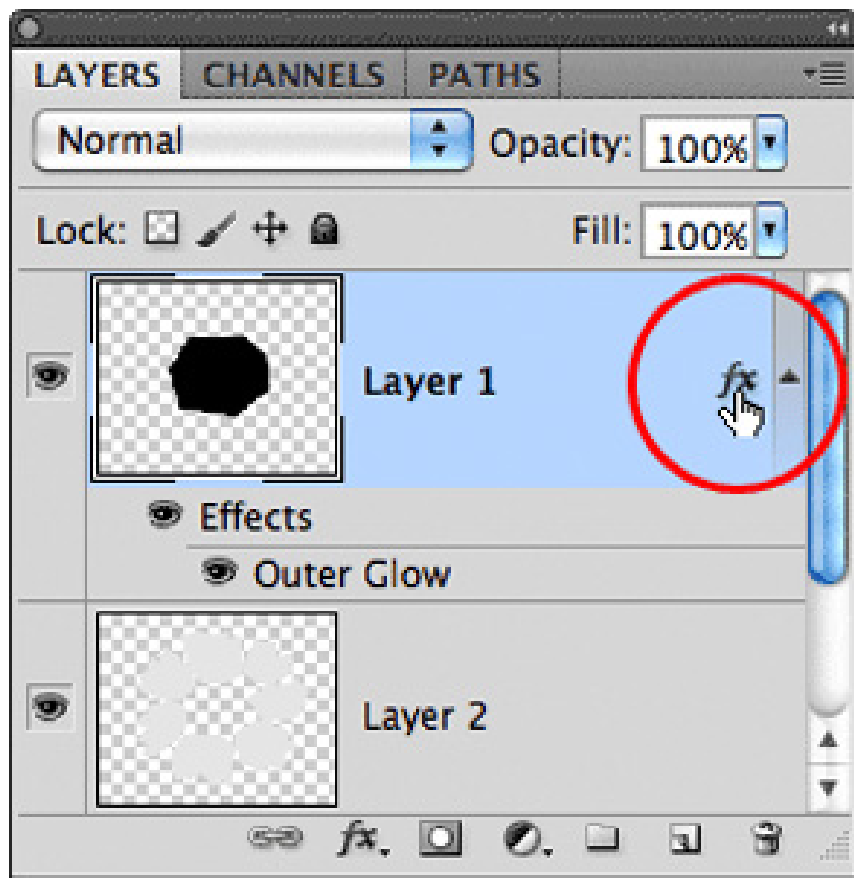 LAYERS CHANNELS PATHS
Normal Opacity: 100%
Lock: Fill: 100%
Layer 1 fx
Effects
Outer Glow
Layer 2
fx.